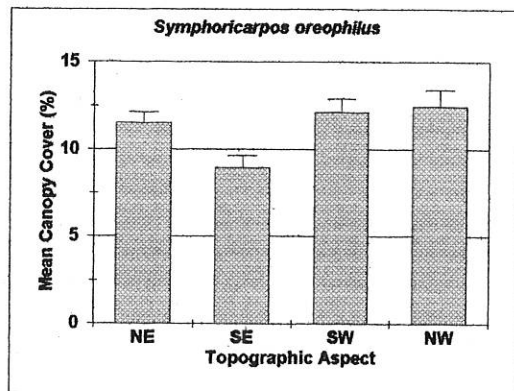 Symphoricarpos oreophilus
Mean Canopy Cover (%)
15
10
5
0
NE SE SW NW
Topographic Aspect